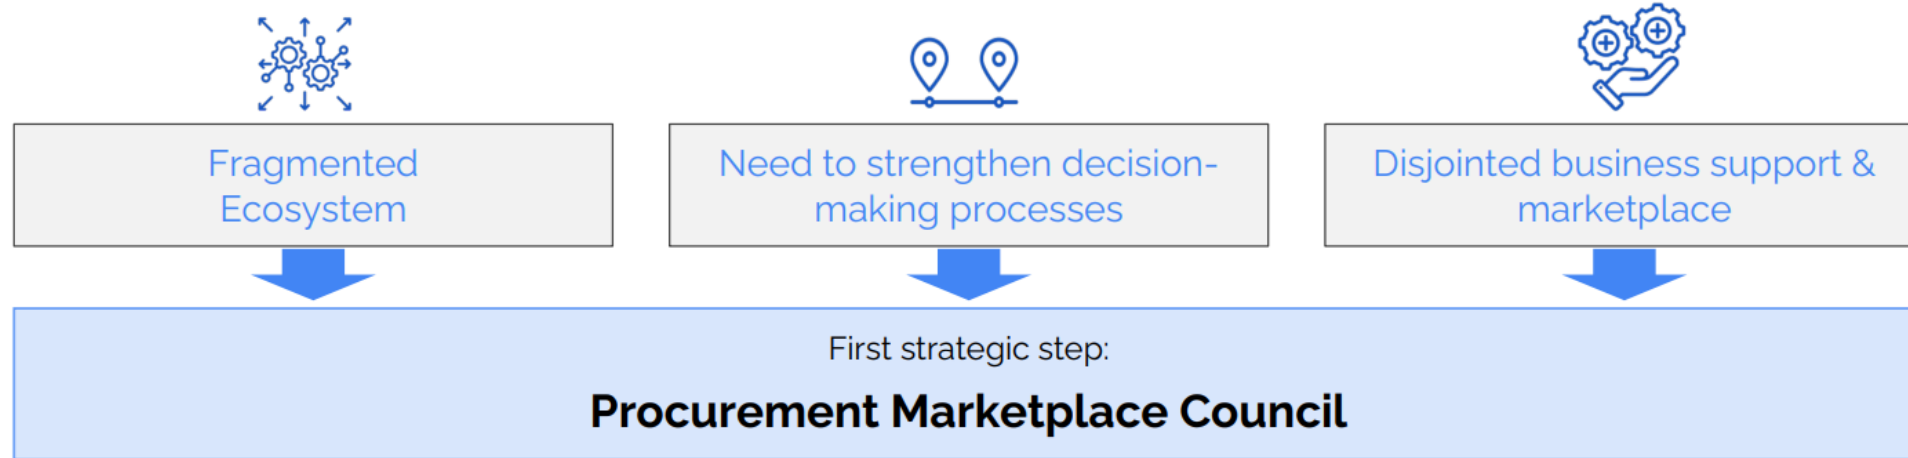 Fragmented
Ecosystem
Need to strengthen decision-
making processes
Disjointed business support &
marketplace
First strategic step:
Procurement Marketplace Council